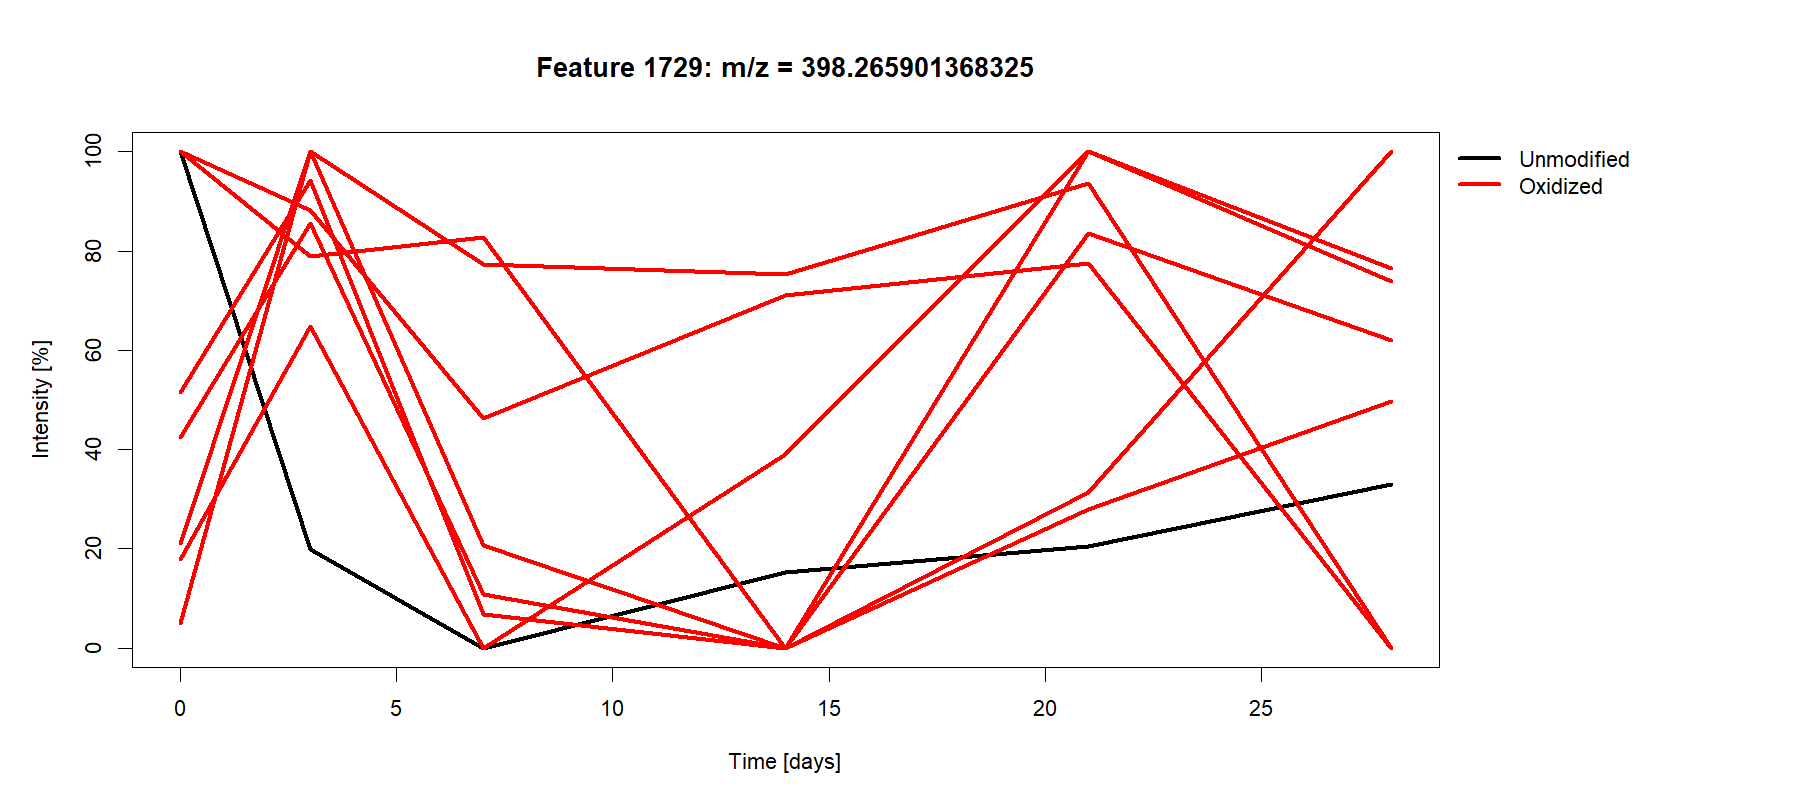 Feature 1729: m/z = 398.265901368325
Unmodified
Oxidized
Intensity [%]
100
80
60
40
20
0
0 5 10 15 20 25
Time [days]